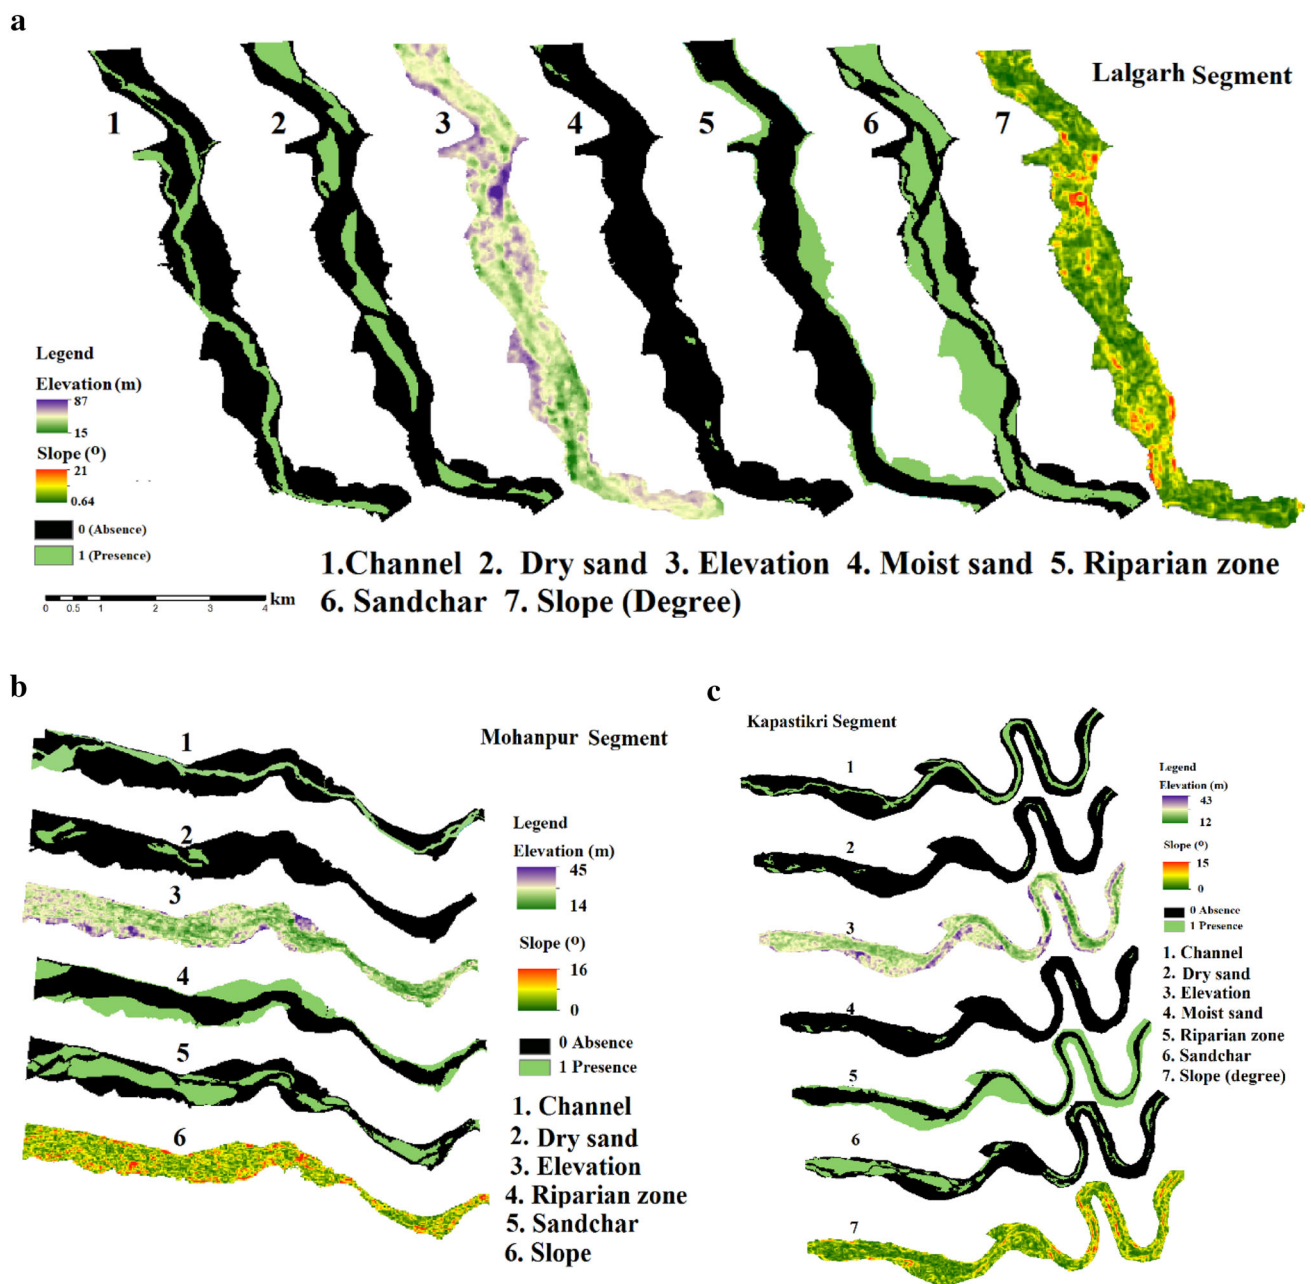 a
Lalgarh Segment
1 2 3 4 5 6 7
Legend
Elevation (m)
87
15
Slope (O)
21
0.64
0 (Absence)
1 (Presence)
0 0.5 1 2 3 4 km
1.Channel 2. Dry sand 3. Elevation 4. Moist sand 5. Riparian zone
6. Sandchar 7. Slope (Degree)
b
Mohanpur Segment
1
2
3
4
5
6
Legend
Elevation (m)
45
14
Slope (O)
16
0
0 Absence
1 Presence
1. Channel
2. Dry sand
3. Elevation
4. Riparian zone
5. Sandchar
6. Slope
c
Kapastikri Segment
1
2
3
4
5
6
7
Legend
Elevation (m)
43
12
Slope (O)
15
0
0 Absence
1 Presence
1. Channel
2. Dry sand
3. Elevation
4. Moist sand
5. Riparian zone
6. Sandchar
7. Slope (degree)